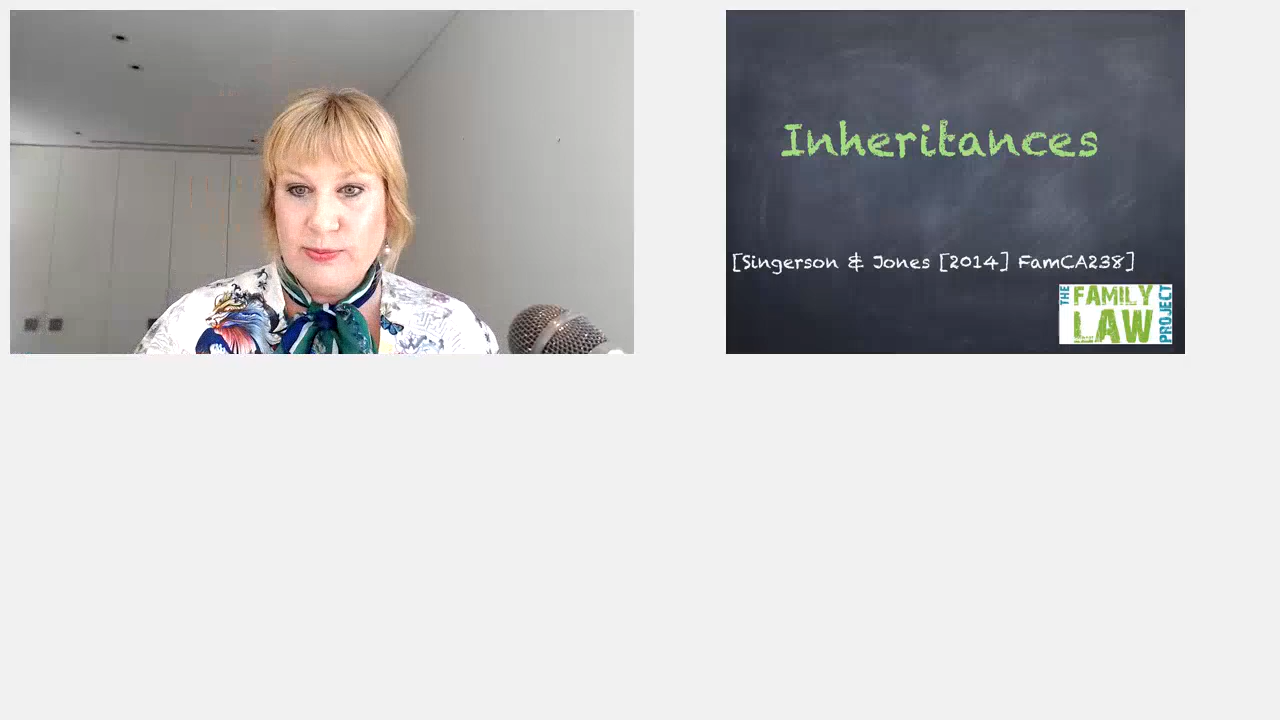 Inheritances
[Singerson & Jones [2014] FamCA238]
THE
FAMILY
LAW
PROJECT